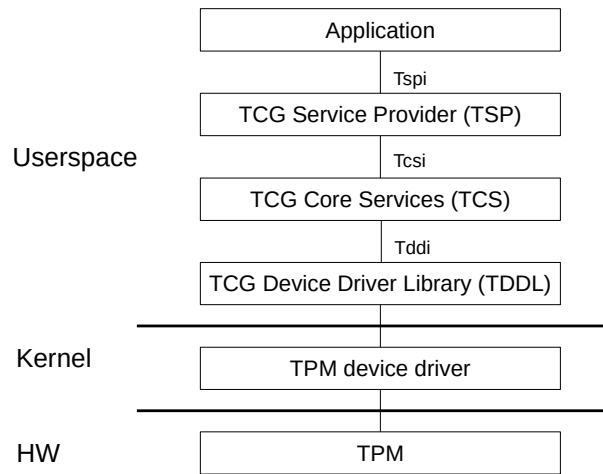 Application
Tspi
TCG Service Provider (TSP)
Userspace
Tcsi
TCG Core Services (TCS)
Tddi
TCG Device Driver Library (TDDL)
Kernel
TPM device driver
HW
TPM